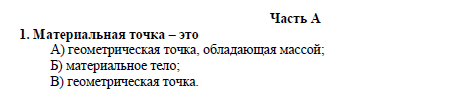 Часть А
1. Материальная точка – это
А) геометрическая точка, обладающая массой;
Б) материальное тело;
В) геометрическая точка.